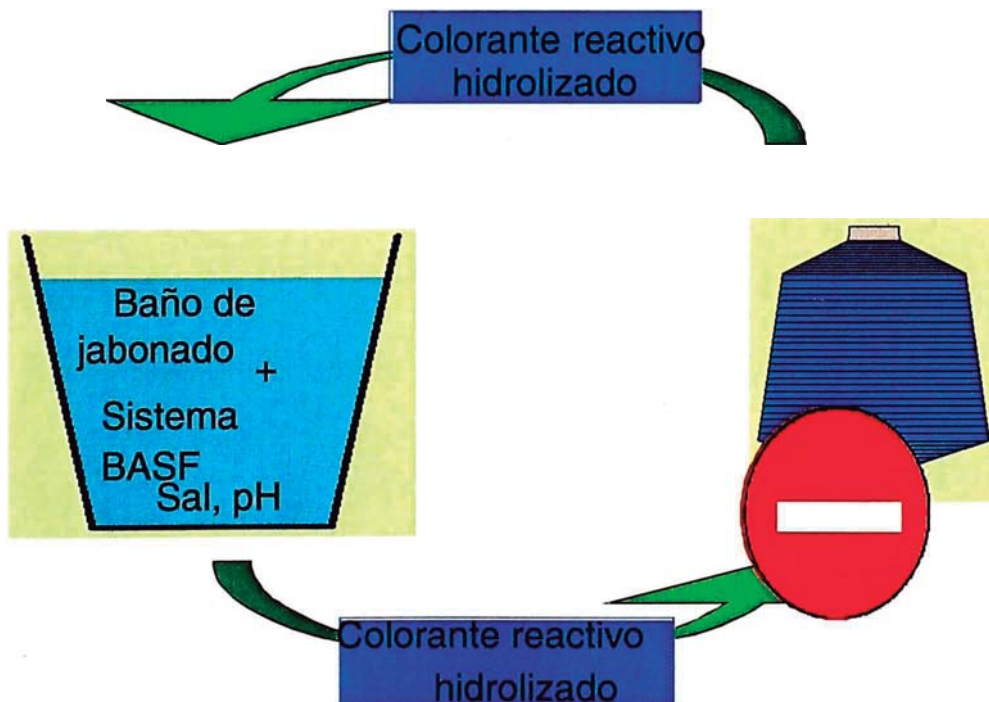 Colorante reactivo
hidrolizado
Baño de
jabonado +
Sistema
BASF
Sal, pH
Colorante reactivo
hidrolizado